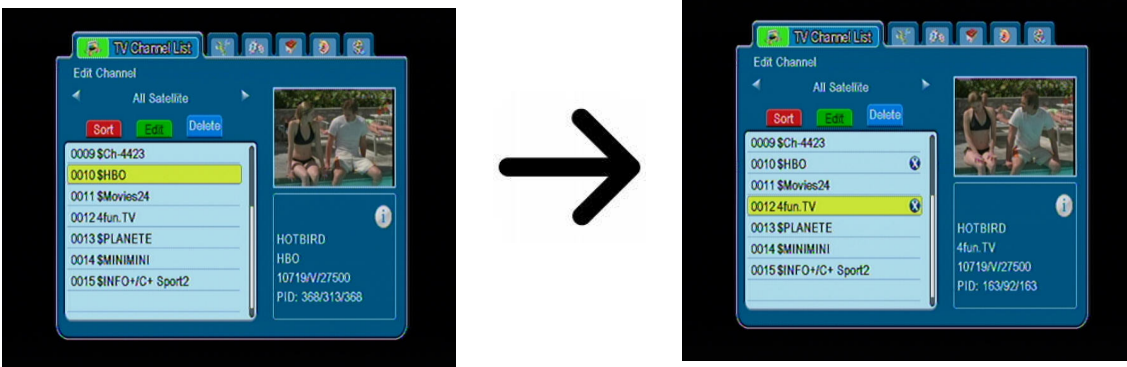 TV Channel List
Edit Channel
All Satellite
Sort Edit Delete
0009 $Ch-4423
0010 $HBO
0011 $Movies24
0012 4fun.TV
0013 $PLANETE
0014 $MINIMINI
0015 $INFO+/C+ Sport2
HOTBIRD
HBO
10719/V/27500
PID: 368/313/368
TV Channel List
Edit Channel
All Satellite
Sort Edit Delete
0009 $Ch-4423
0010 $HBO
0011 $Movies24
0012 4fun.TV
0013 $PLANETE
0014 $MINIMINI
0015 $INFO+/C+ Sport2
HOTBIRD
4fun.TV
10719/V/27500
PID: 163/92/163